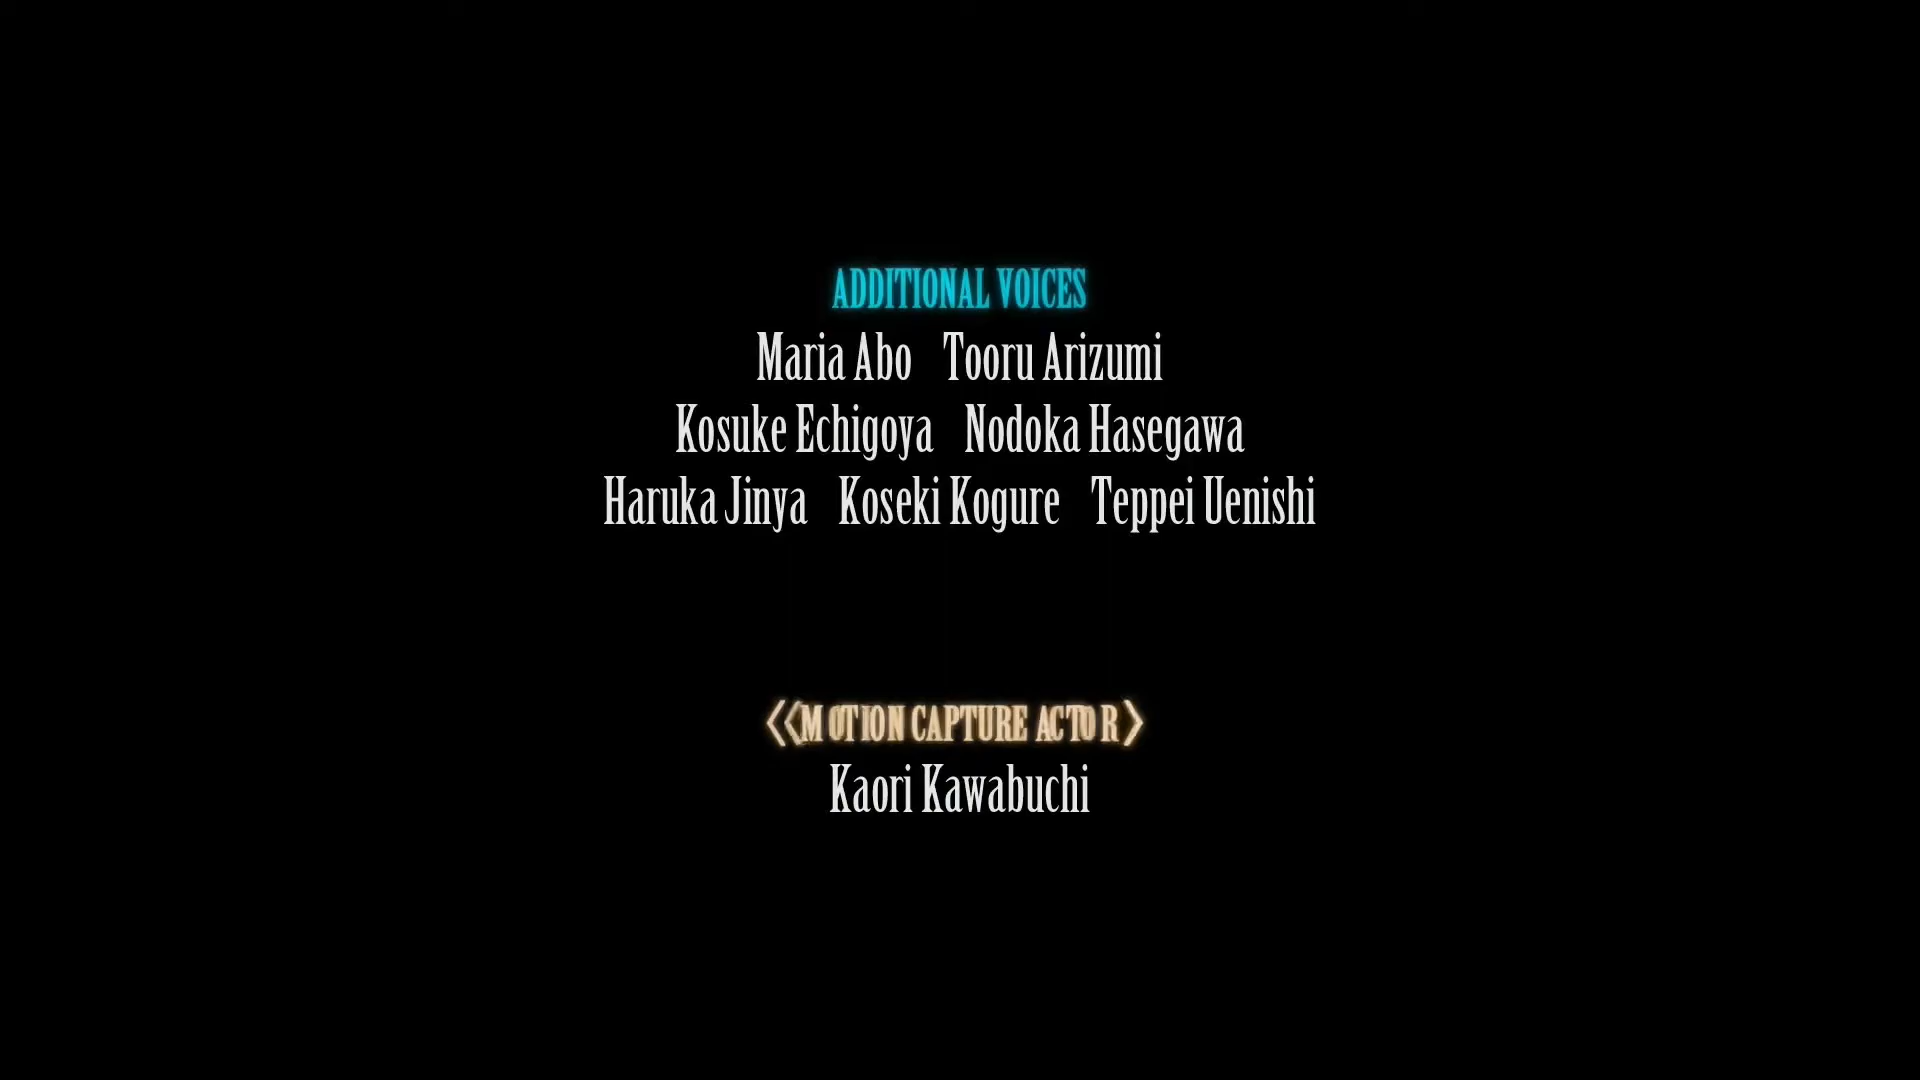 ADDITIONAL VOICES
Maria Abo Tooru Arizumi
Kosuke Echigoya Nodoka Hasegawa
Haruka Jinya Koseki Kogure Teppei Uenishi
《MOTION CAPTURE ACTOR》
Kaori Kawabuchi